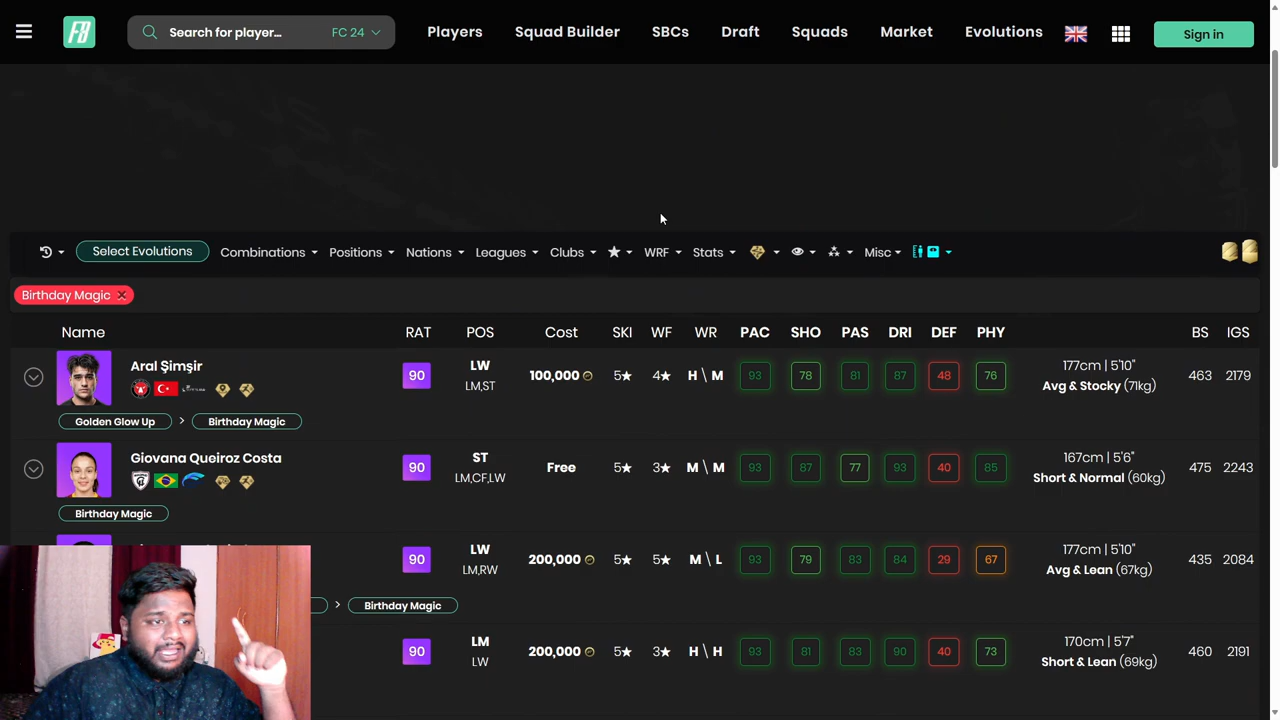 F8 Search for player... FC 24 Players Squad Builder SBCs Draft Squads Market Evolutions Sign in
Select Evolutions Combinations Positions Nations Leagues Clubs WRF Stats Misc
Birthday Magic
Name RAT POS Cost SKI WF WR PAC SHO PAS DRI DEF PHY BS IGS
Aral Şimşir 90 LW 100,000 5★ 4★ H \ M 93 78 81 87 48 76 177cm | 5'10" 463 2179
LM,ST Avg & Stocky (71kg)
Golden Glow Up > Birthday Magic
Giovana Queiroz Costa 90 ST Free 5★ 3★ M \ M 93 87 77 93 40 85 167cm | 5'6" 475 2243
LM,CF,LW Short & Normal (60kg)
Birthday Magic
90 LW 200,000 5★ 5★ M \ L 93 79 83 84 29 67 177cm | 5'10" 435 2084
LM,RW Avg & Lean (67kg)
> Birthday Magic
90 LM 200,000 5★ 3★ H \ H 93 81 83 90 40 73 170cm | 5'7" 460 2191
LW Short & Lean (69kg)